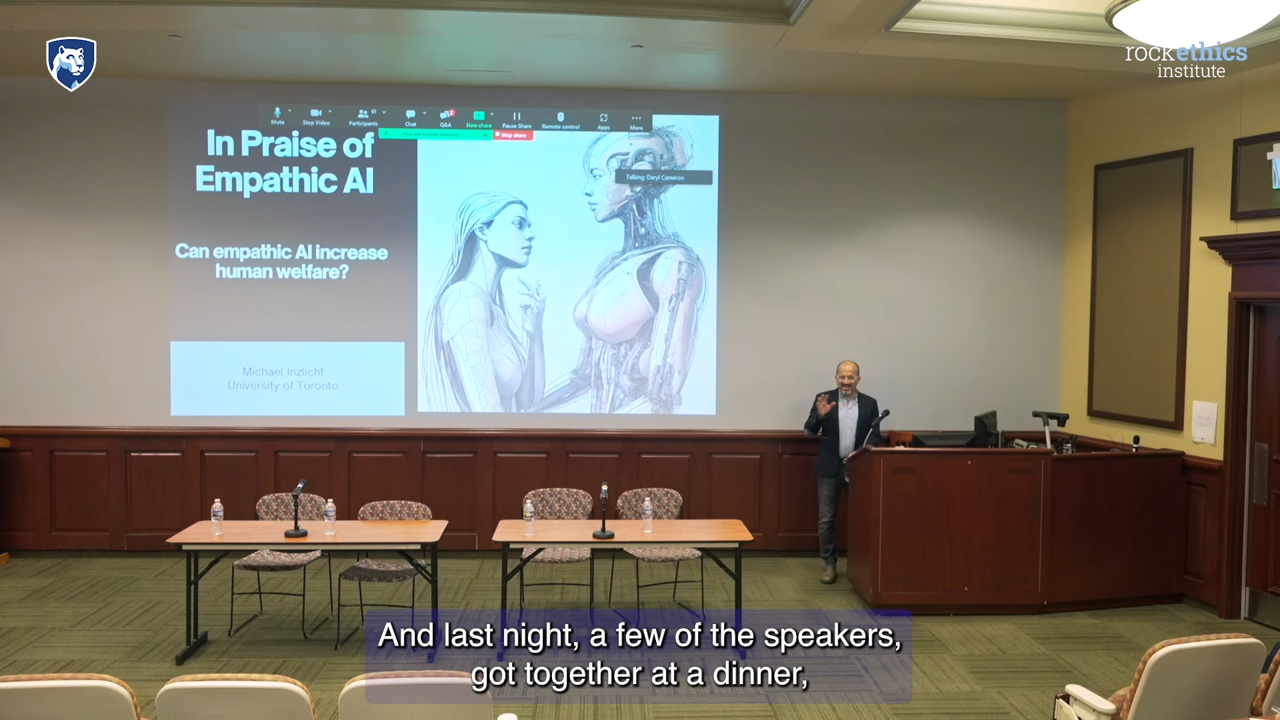 rockethics
institute
Mute
Stop Video
Participants
61
Chat
Q&A
2
New share
Pause Share
Remote control
Apps
More
Stop share
In Praise of
Empathic AI
Talking: Daryl Cameron
Can empathic AI increase
human welfare?
Michael Inzlicht
University of Toronto
And last night, a few of the speakers,
got together at a dinner,